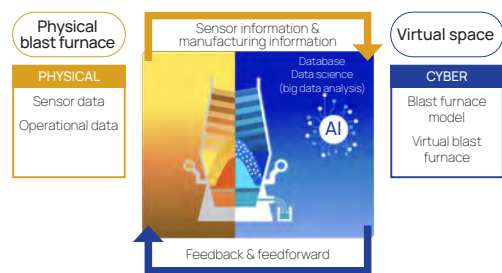 Physical
blast furnace
PHYSICAL
Sensor data
Operational data
Sensor information &
manufacturing information
Database
Data science
(big data analysis)
AI
Feedback & feedforward
Virtual space
CYBER
Blast furnace
model
Virtual blast
furnace